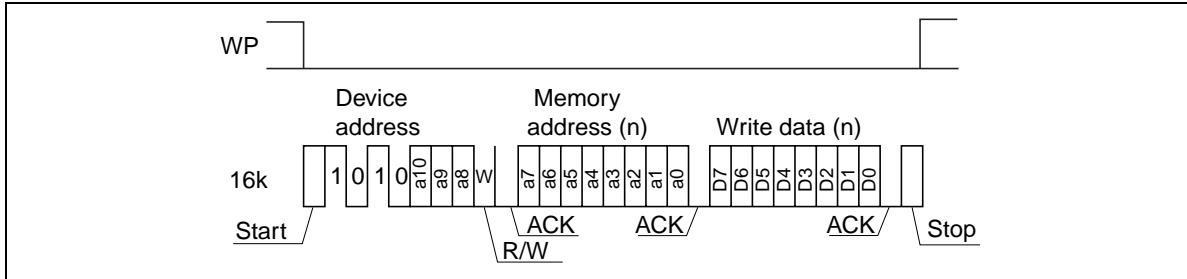 WP
Device
address
Memory
address (n)
Write data (n)
16k
1 0 1 0 a10 a9 a8 W a7 a6 a5 a4 a3 a2 a1 a0 D7 D6 D5 D4 D3 D2 D1 D0
Start
ACK
ACK
ACK
Stop
R/W